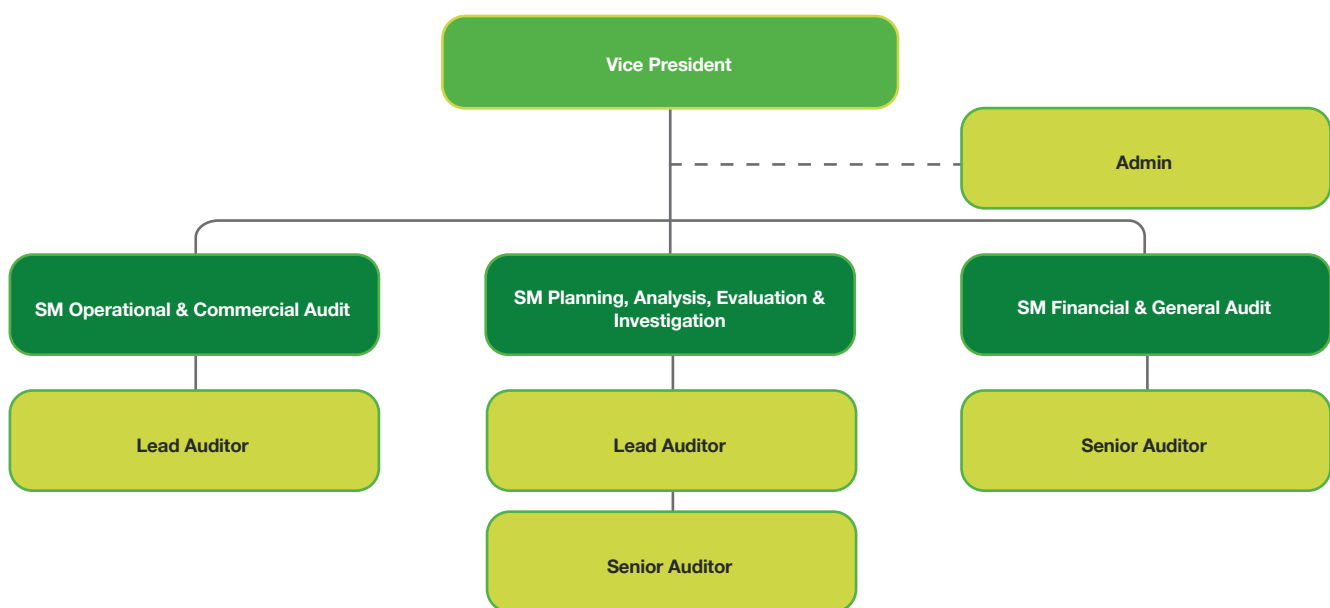 Vice President
Admin
SM Operational & Commercial Audit
SM Planning, Analysis, Evaluation &
Investigation
SM Financial & General Audit
Lead Auditor
Lead Auditor
Senior Auditor
Senior Auditor